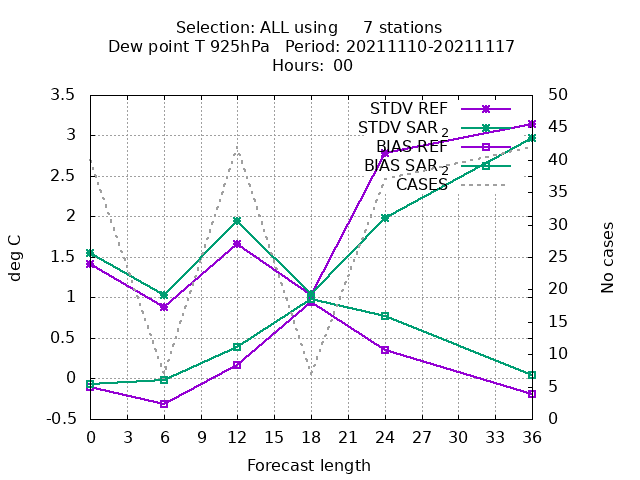 Selection: ALL using 7 stations
Dew point T 925hPa Period: 20211110-20211117
Hours: 00
STDV REF
STDV SAR 2
BIAS REF
BIAS SAR 2
CASES
3.5
3
2.5
2
1.5
1
0.5
0
-0.5
deg C
50
45
40
35
30
25
20
15
10
5
0
No cases
0 3 6 9 12 15 18 21 24 27 30 33 36
Forecast length